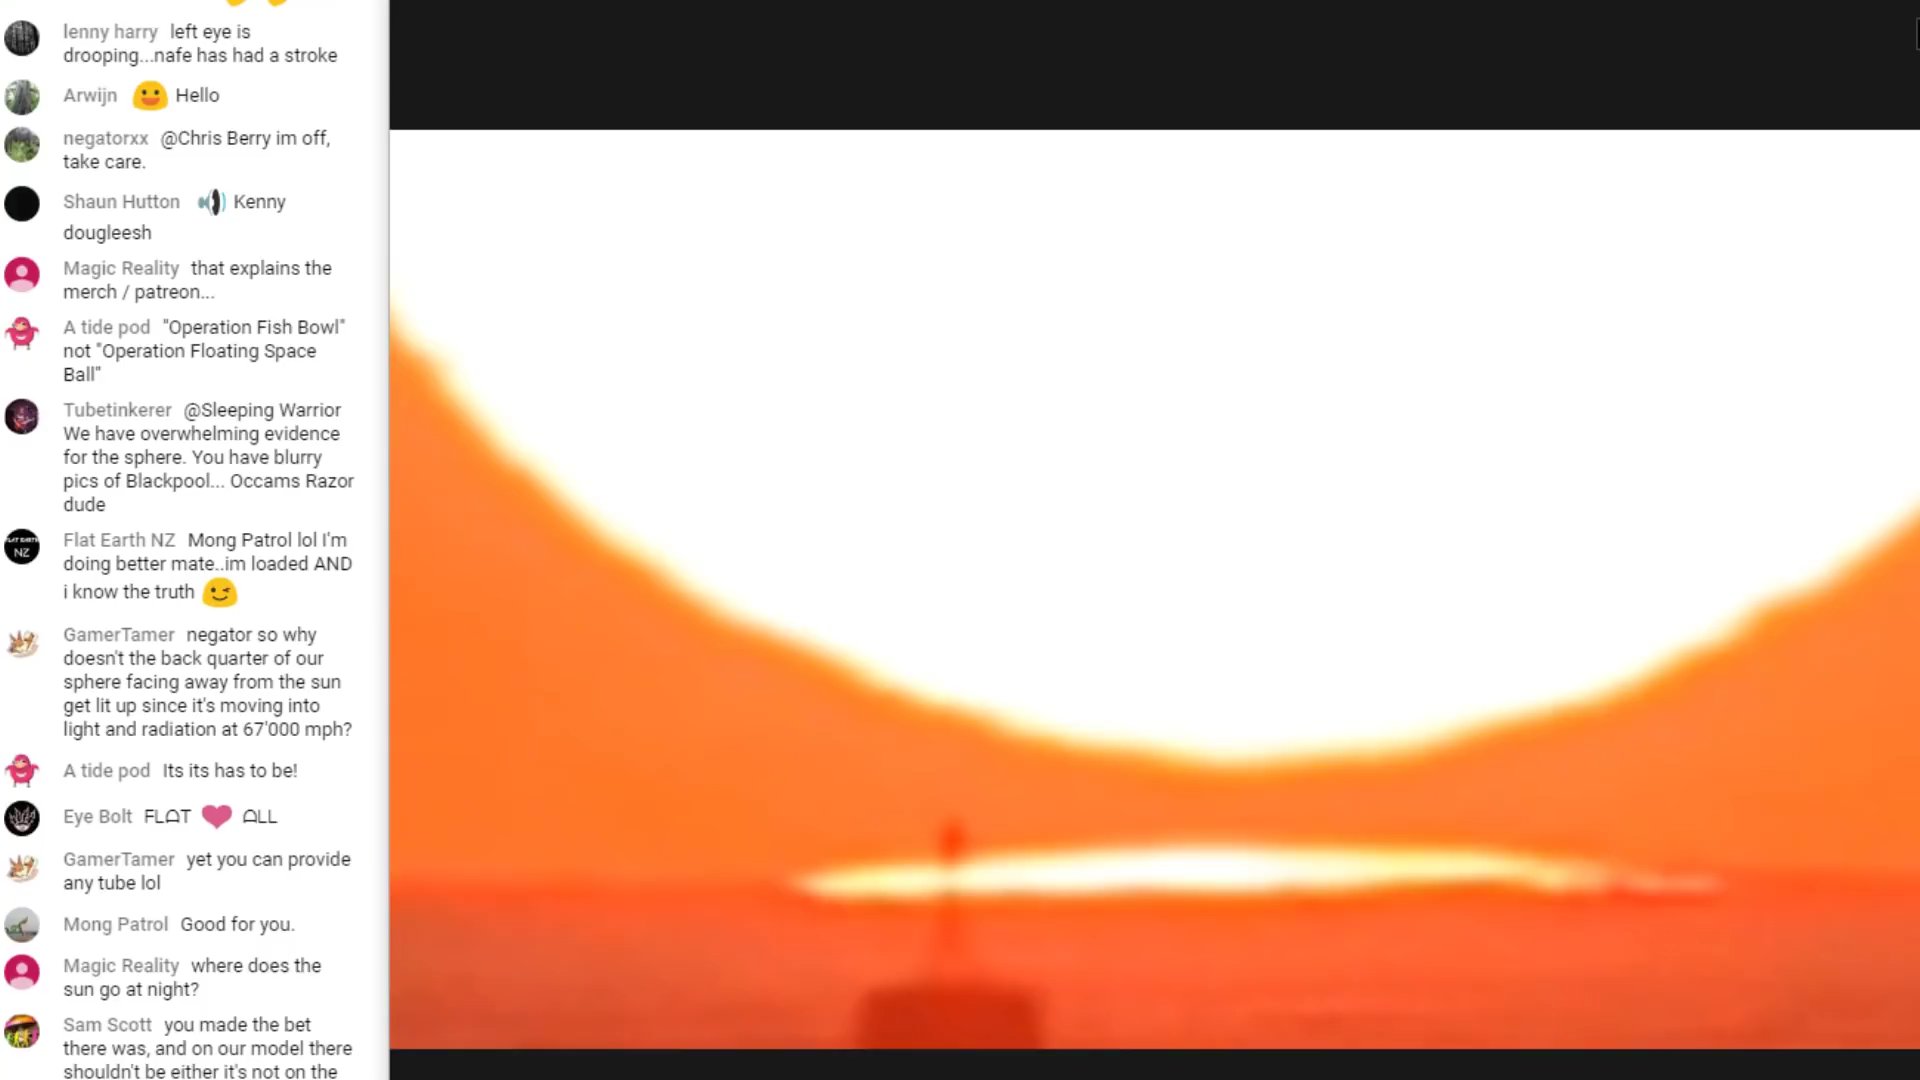 lenny harry left eye is
drooping...nafe has had a stroke
Arwijn Hello
negatorxx @Chris Berry im off,
take care.
Shaun Hutton Kenny
dougleesh
Magic Reality that explains the
merch / patreon...
A tide pod "Operation Fish Bowl"
not "Operation Floating Space
Ball"
Tubetinkerer @Sleeping Warrior
We have overwhelming evidence
for the sphere. You have blurry
pics of Blackpool... Occams Razor
dude
Flat Earth NZ Mong Patrol lol I'm
doing better mate..im loaded AND
i know the truth
GamerTamer negator so why
doesn't the back quarter of our
sphere facing away from the sun
get lit up since it's moving into
light and radiation at 67'000 mph?
A tide pod Its its has to be!
Eye Bolt FLᗝT ᗝLL
GamerTamer yet you can provide
any tube lol
Mong Patrol Good for you.
Magic Reality where does the
sun go at night?
Sam Scott you made the bet
there was, and on our model there
shouldn't be either it's not on the